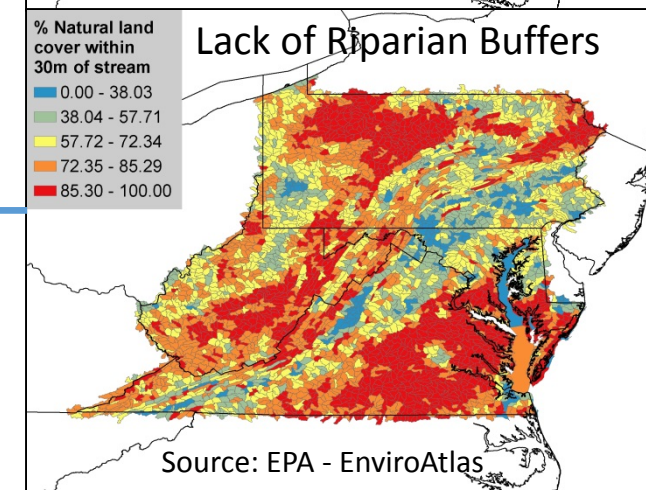 % Natural land
cover within
30m of stream
0.00 - 38.03
38.04 - 57.71
57.72 - 72.34
72.35 - 85.29
85.30 - 100.00
Lack of Riparian Buffers
Source: EPA - EnviroAtlas